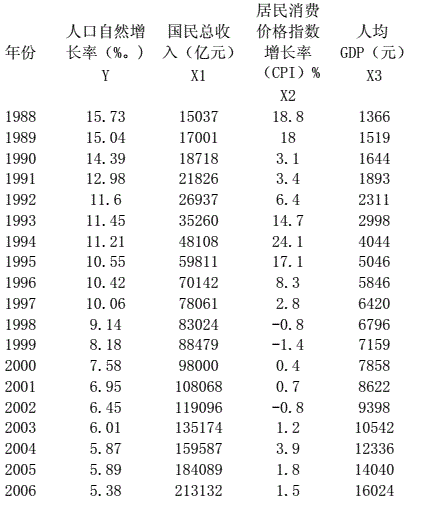 年份 人口自然增长率(%。) Y 国民总收入(亿元) X1 居民消费价格指数增长率(CPI)% X2 人均GDP(元) X3
1988 15.73 15037 18.8 1366
1989 15.04 17001 18 1519
1990 14.39 18718 3.1 1644
1991 12.98 21826 3.4 1893
1992 11.6 26937 6.4 2311
1993 11.45 35260 14.7 2998
1994 11.21 48108 24.1 4044
1995 10.55 59811 17.1 5046
1996 10.42 70142 8.3 5846
1997 10.06 78061 2.8 6420
1998 9.14 83024 -0.8 6796
1999 8.18 88479 -1.4 7159
2000 7.58 98000 0.4 7858
2001 6.95 108068 0.7 8622
2002 6.45 119096 -0.8 9398
2003 6.01 135174 1.2 10542
2004 5.87 159587 3.9 12336
2005 5.89 184089 1.8 14040
2006 5.38 213132 1.5 16024